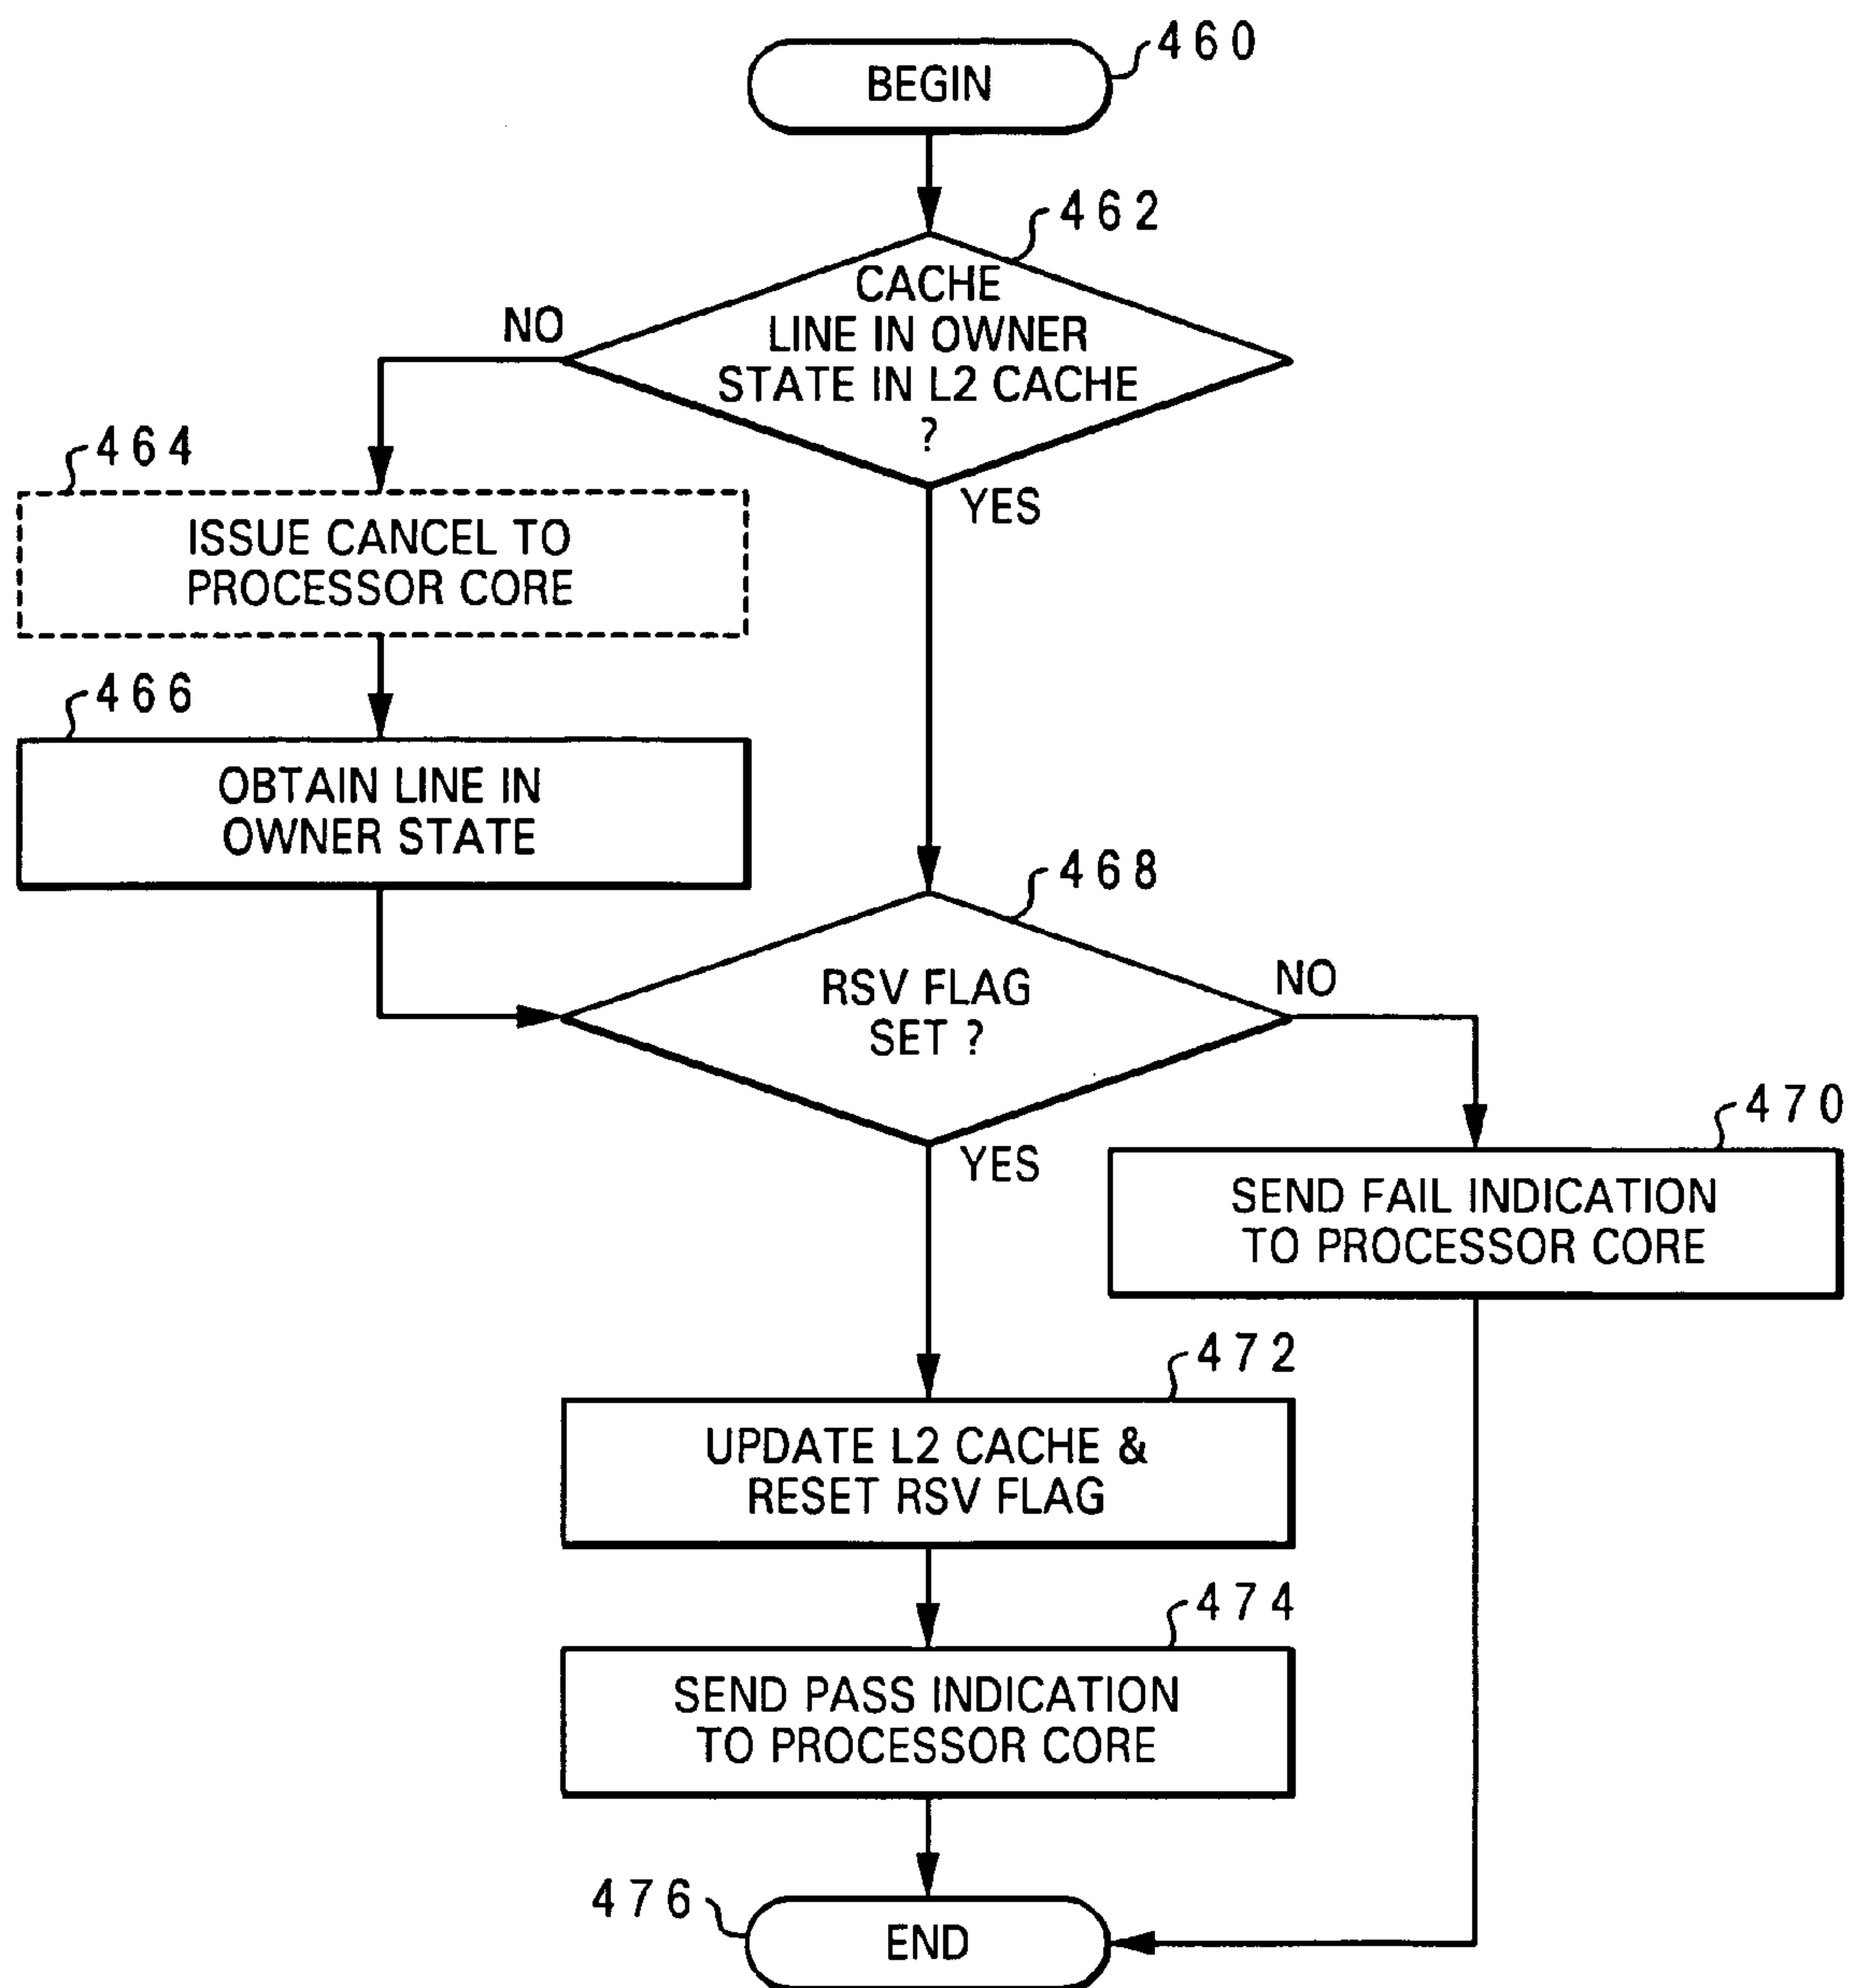 460
BEGIN
462
CACHE
LINE IN OWNER
STATE IN L2 CACHE
?
NO
YES
464
ISSUE CANCEL TO
PROCESSOR CORE
466
OBTAIN LINE IN
OWNER STATE
468
RSV FLAG
SET ?
NO
YES
470
SEND FAIL INDICATION
TO PROCESSOR CORE
472
UPDATE L2 CACHE &
RESET RSV FLAG
474
SEND PASS INDICATION
TO PROCESSOR CORE
476
END